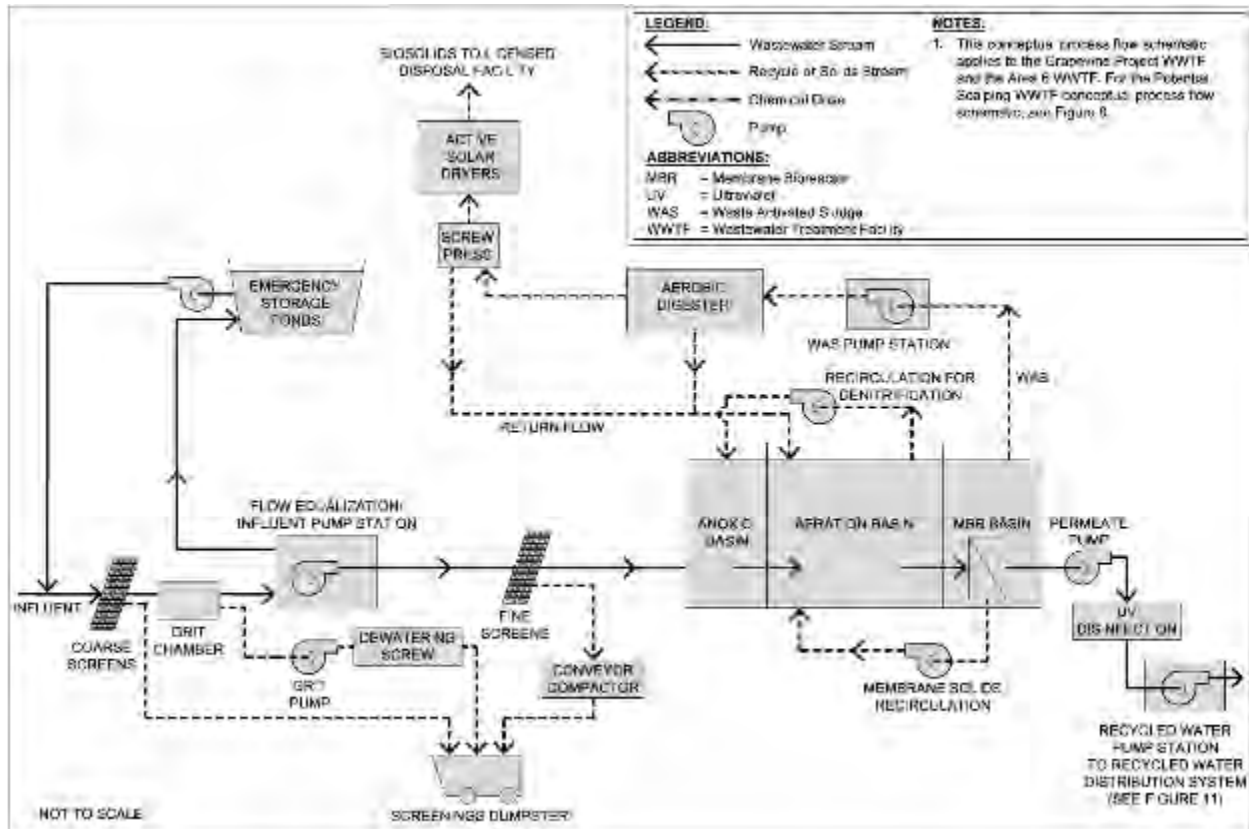 BIOSOLIDS TO LICENSED
DISPOSAL FACILITY
ACTIVE
SOLAR
DRYERS
SCREW
PRESS
EMERGENCY
STORAGE
PONDS
LEGEND:
Wastewater Stream
Recycle or Solids Stream
Chemical Dose
Pump
ABBREVIATIONS:
MBR = Membrane Bioreactor
UV = Ultraviolet
WAS = Waste Activated Sludge
WWTF = Wastewater Treatment Facility
NOTES:
1. This conceptual process flow schematic
applies to the Grapevine Project WWTF
and the Area 6 WWTF. For the Potential
Scalping WWTF conceptual process flow
schematic, see Figure
AEROBIC
DIGESTER
WAS PUMP STATION
WAS
RECIRCULATION FOR
DENITRIFICATION
RETURN FLOW
FLOW EQUALIZATION/
INFLUENT PUMP STATION
ANOXIC
BASIN
AERATION BASIN
MBR BASIN
PERMEATE
PUMP
INFLUENT
COARSE
SCREENS
GRIT
CHAMBER
GRIT
PUMP
DEWATERING
SCREW
FINE
SCREENS
CONVEYOR
COMPACTOR
MEMBRANE SOLIDS
RECIRCULATION
UV
DISINFECTION
RECYCLED WATER
PUMP STATION
TO RECYCLED WATER
DISTRIBUTION SYSTEM
(SEE FIGURE 11)
SCREENINGS DUMPSTER
NOT TO SCALE